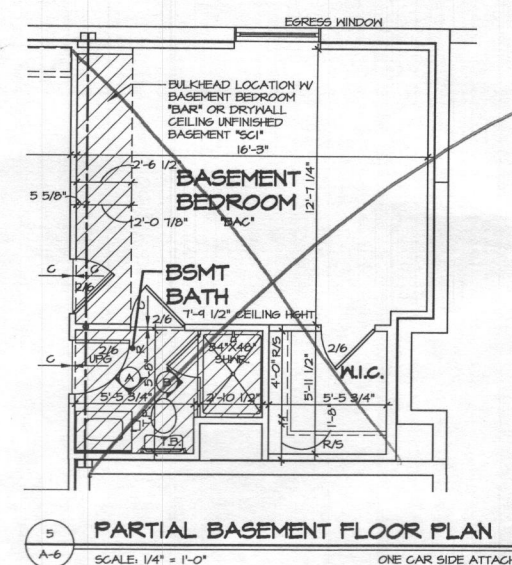 EGRESS WINDOW
BULKHEAD LOCATION W/
BASEMENT BEDROOM
"BAR" OR DRYWALL
CEILING UNFINISHED
BASEMENT "SCI"
16'-3"
2'-6 1/2"
BASEMENT
BEDROOM
"BAC"
12'-7 1/4"
5 5/8"
2'-0 7/8"
C
C
2/6
BSMT
BATH
7'-9 1/2" CEILING HGHT.
2/6
2/6
UPG
2/6
54"X48"
SHWR.
4'-0" R/S
5'-11 1/2"
W.I.C.
C
A
B
5'-8"
5'-5 3/4"
2'-10 1/2"
5'-5 3/4"
1'-8"
T.B.
R/S
5
A-6
PARTIAL BASEMENT FLOOR PLAN
SCALE: 1/4" = 1'-0"
ONE CAR SIDE ATTACH